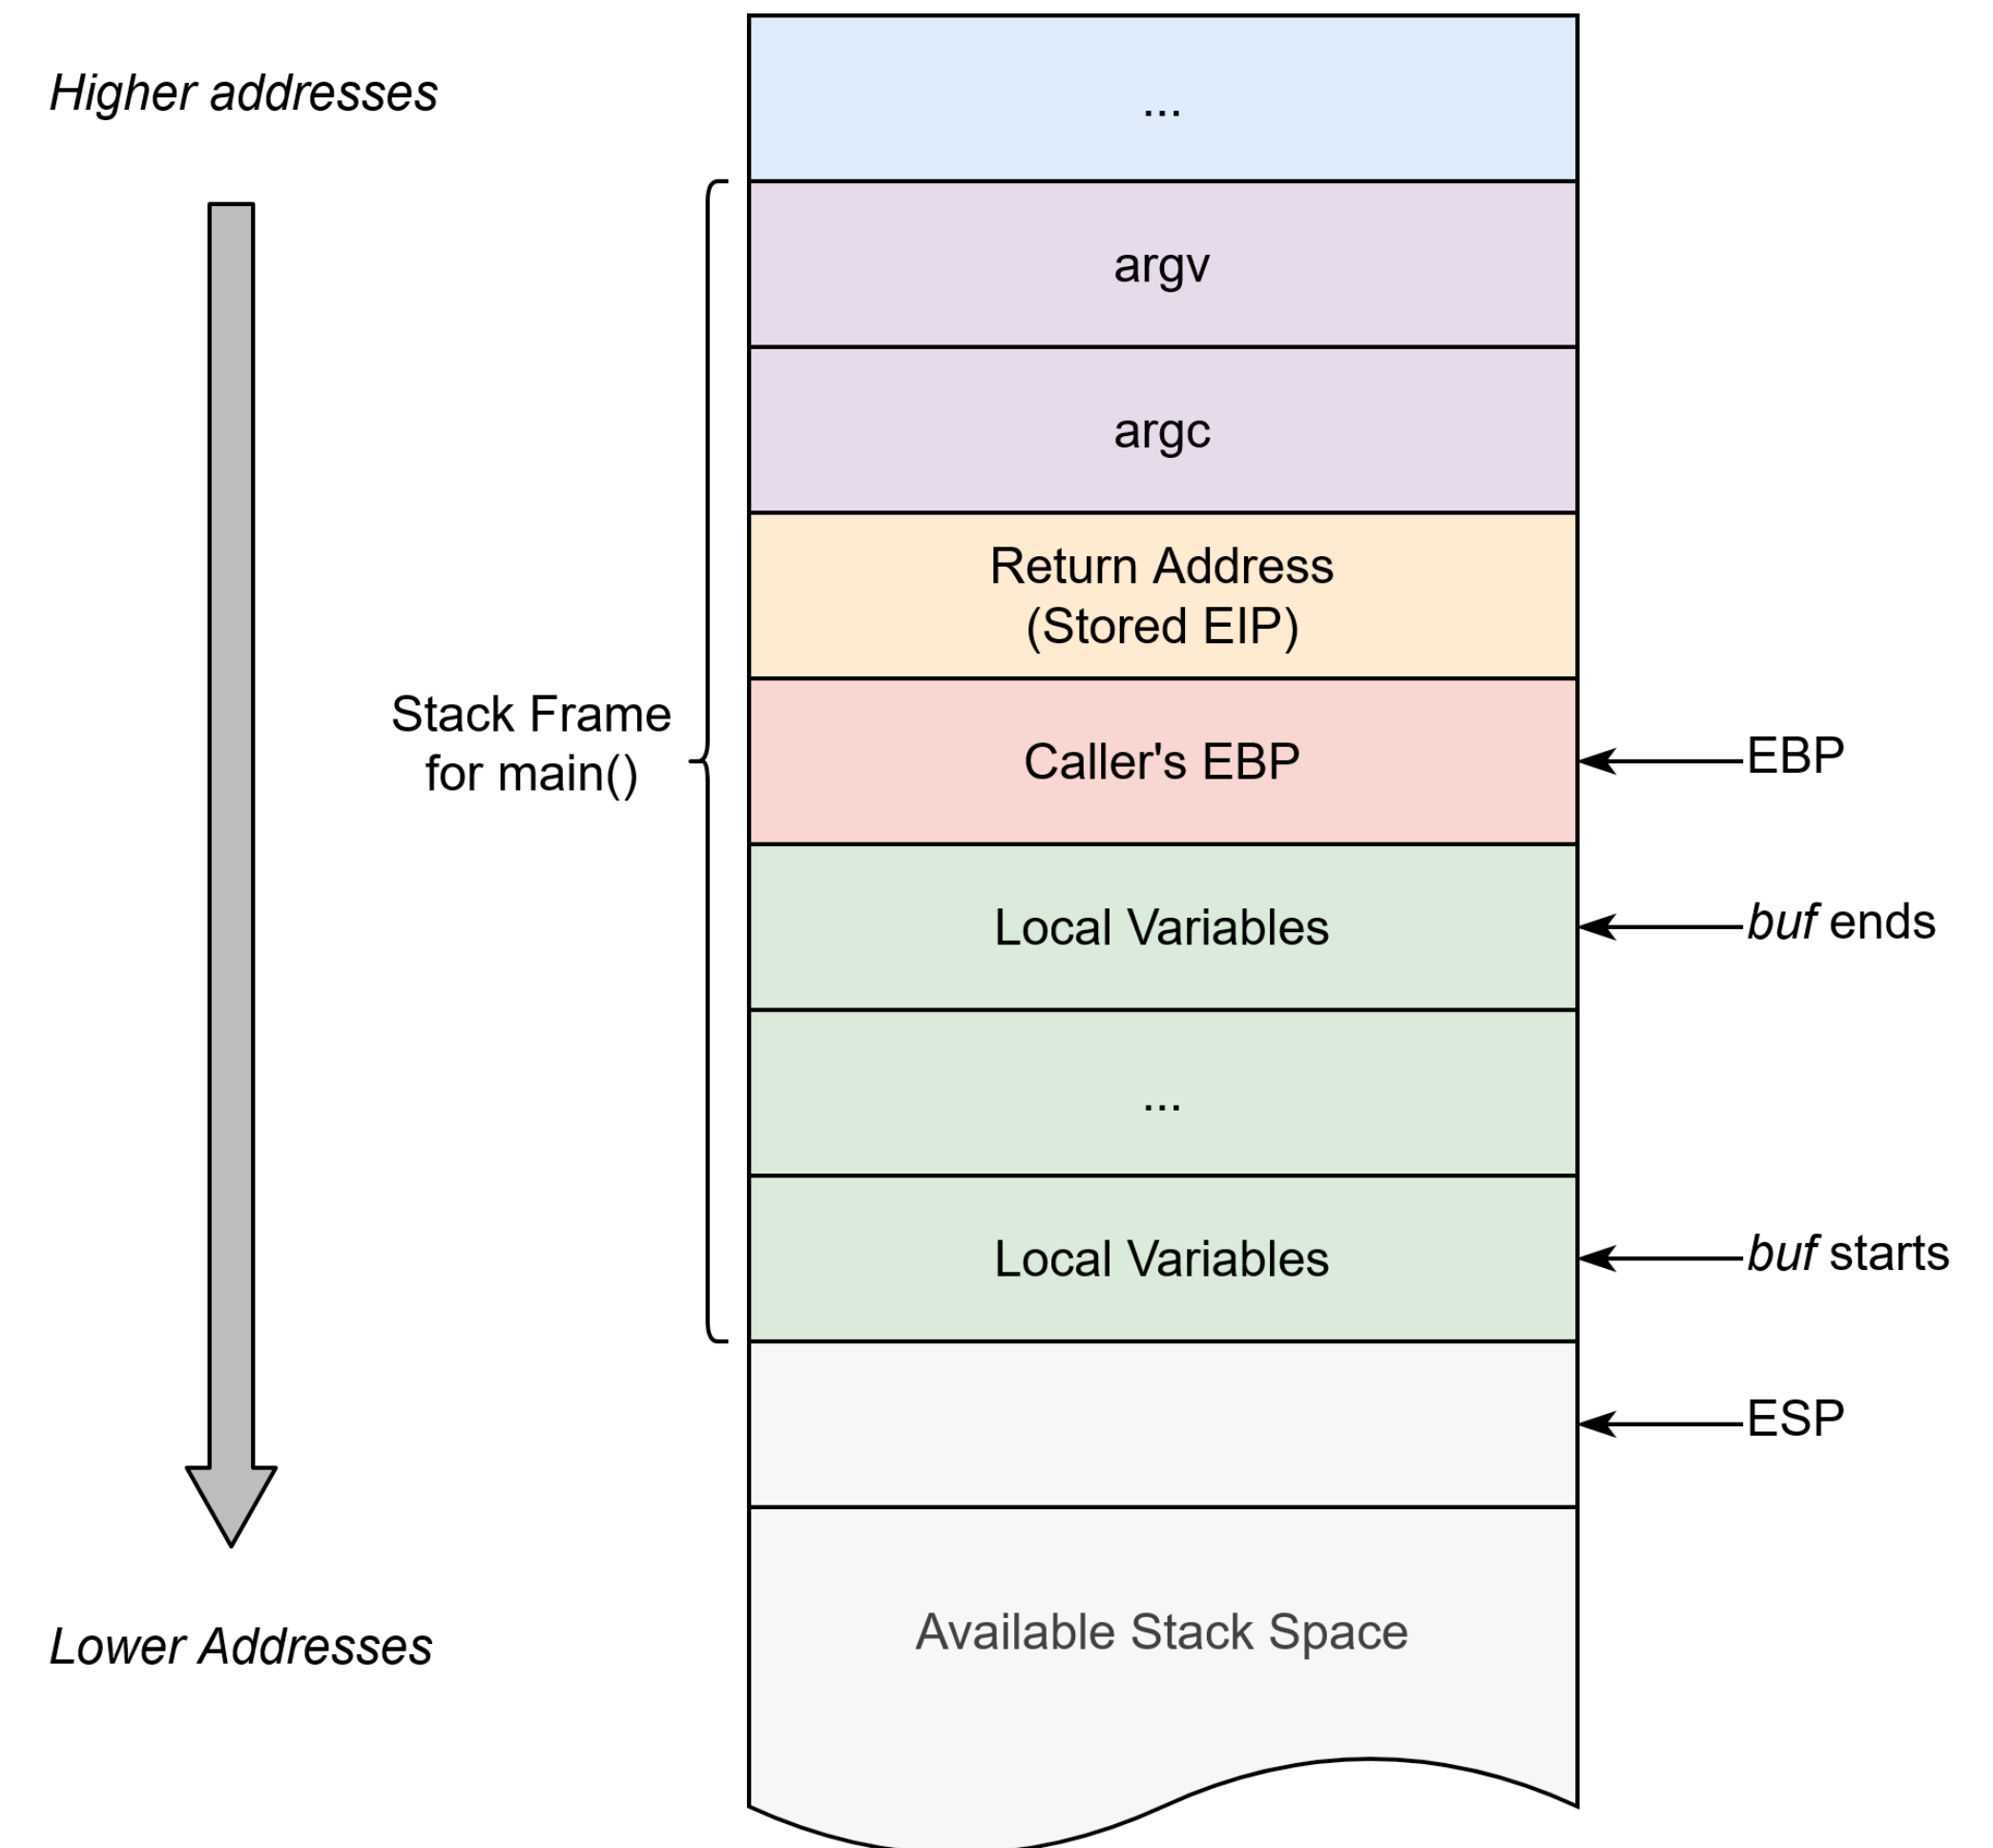 Higher addresses
...
argv
argc
Return Address
(Stored EIP)
Stack Frame
for main()
Caller's EBP
EBP
Local Variables
buf ends
...
Local Variables
buf starts
ESP
Available Stack Space
Lower Addresses